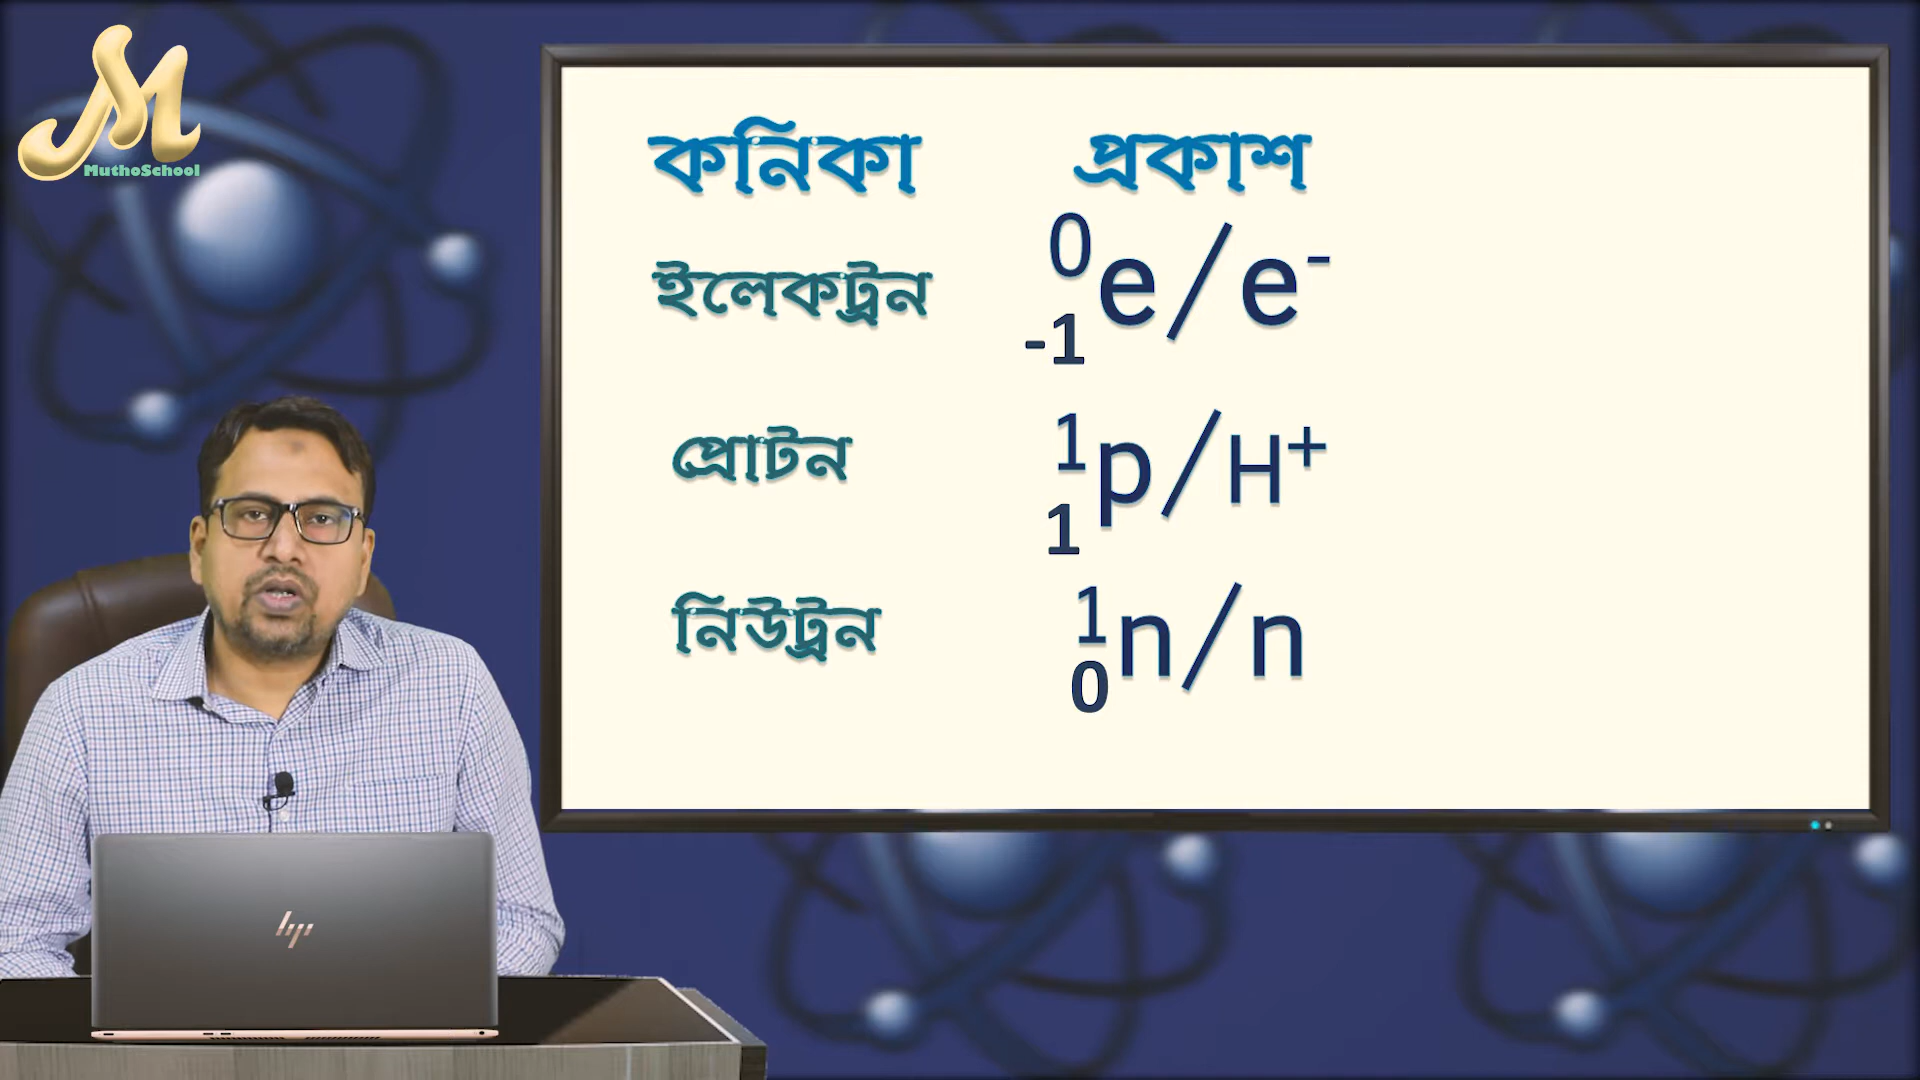 MuthoSchool
কনিকা প্রকাশ
ইলেকট্রন ⁰₋₁e/e⁻
প্রোটন ¹₁p/H⁺
নিউট্রন ¹₀n/n
hp